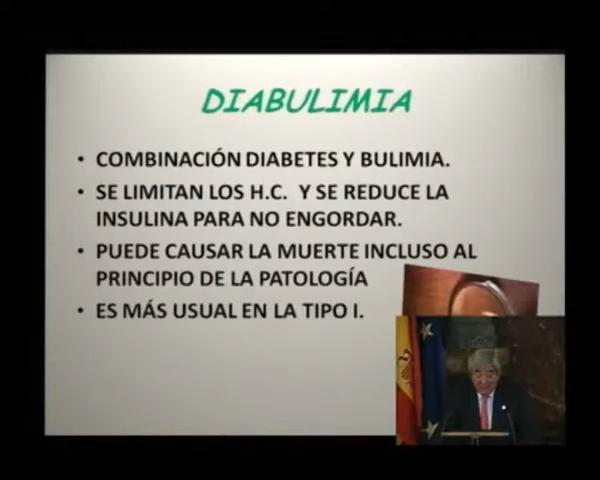 DIABULIMIA
• COMBINACIÓN DIABETES Y BULIMIA.
• SE LIMITAN LOS H.C. Y SE REDUCE LA
INSULINA PARA NO ENGORDAR.
• PUEDE CAUSAR LA MUERTE INCLUSO AL
PRINCIPIO DE LA PATOLOGÍA
• ES MÁS USUAL EN LA TIPO I.